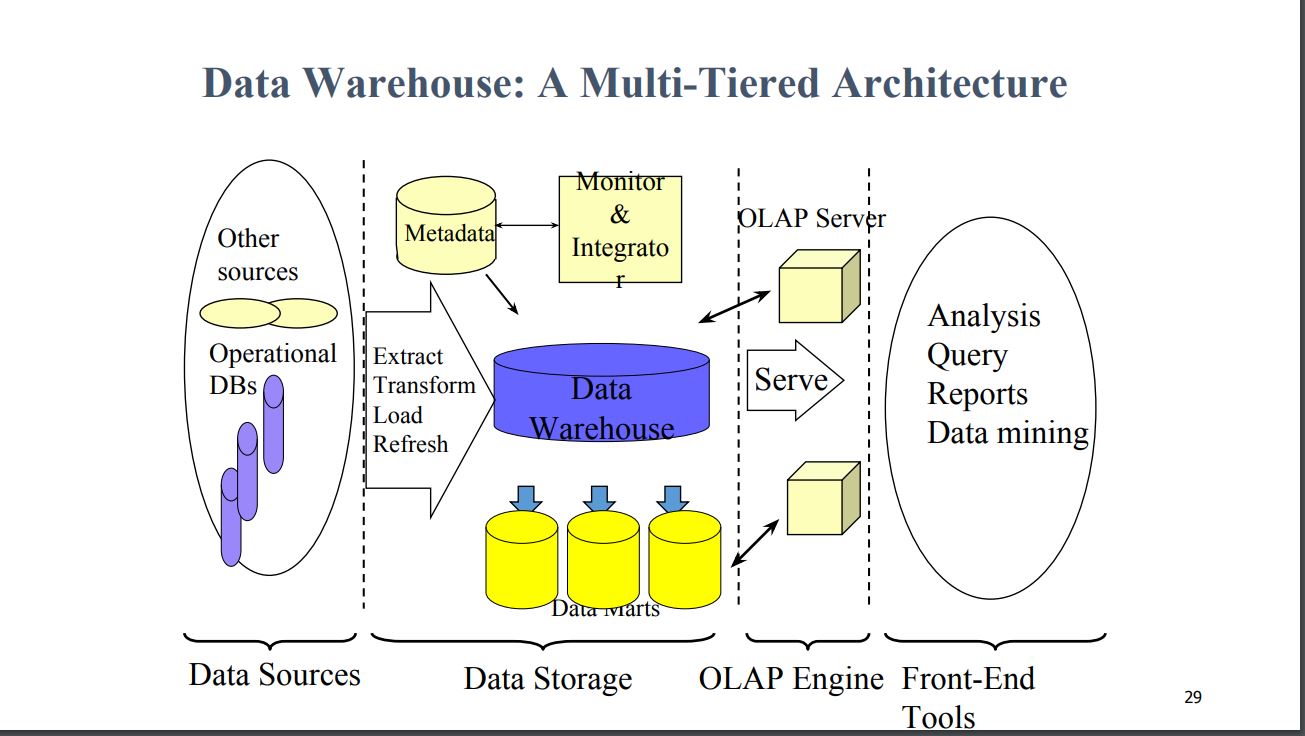 Data Warehouse: A Multi-Tiered Architecture
Other
sources
Operational
DBs
Extract
Transform
Load
Refresh
Metadata
Monitor
&
Integrato
r
Data
Warehouse
Data Marts
OLAP Server
Serve
Analysis
Query
Reports
Data mining
Data Sources
Data Storage
OLAP Engine
Front-End
Tools
29